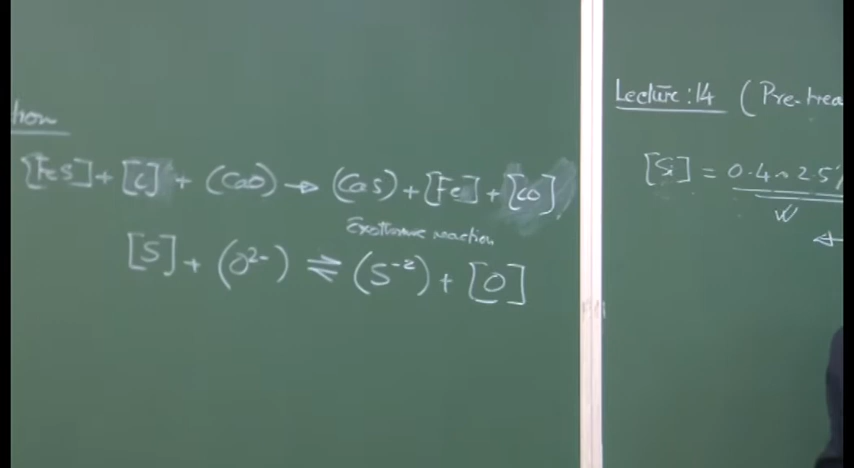 tion
[FeS] + [C] + (CaO) → (CaS) + [Fe] + [CO]
Exothermic reaction
[S] + (O²⁻) ⇌ (S⁻²) + [O]
Lecture : 14 (Pre-trea
[Si] = 0.4 ~ 2.5%